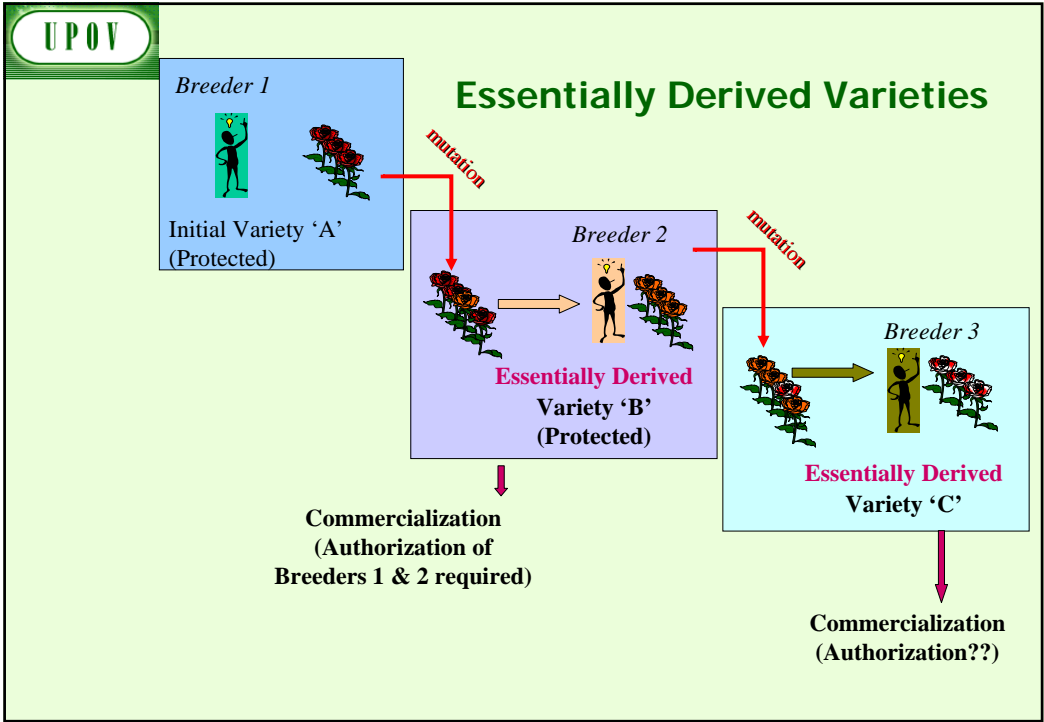 UPOV
Essentially Derived Varieties
Breeder 1
Initial Variety ‘A’
(Protected)
mutation
Breeder 2
Essentially Derived
Variety ‘B’
(Protected)
mutation
Breeder 3
Essentially Derived
Variety ‘C’
Commercialization
(Authorization of
Breeders 1 & 2 required)
Commercialization
(Authorization??)